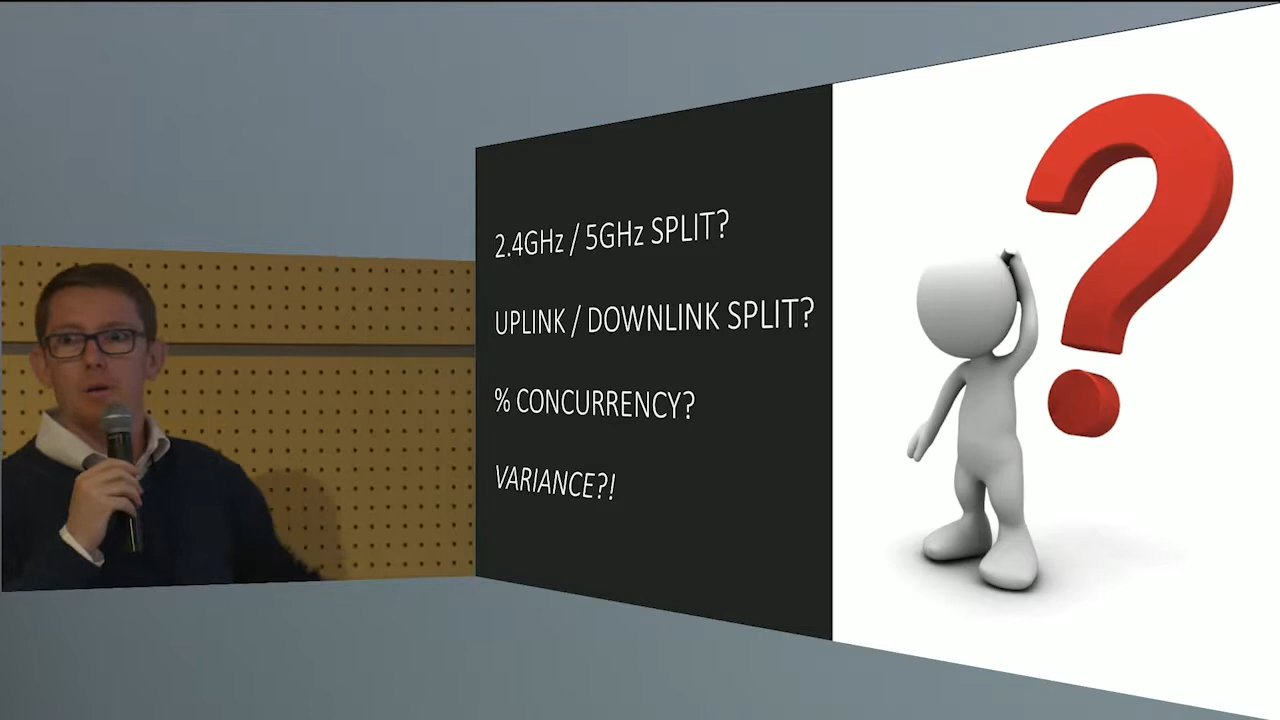 2.4GHz / 5GHz SPLIT?
UPLINK / DOWNLINK SPLIT?
% CONCURRENCY?
VARIANCE?!